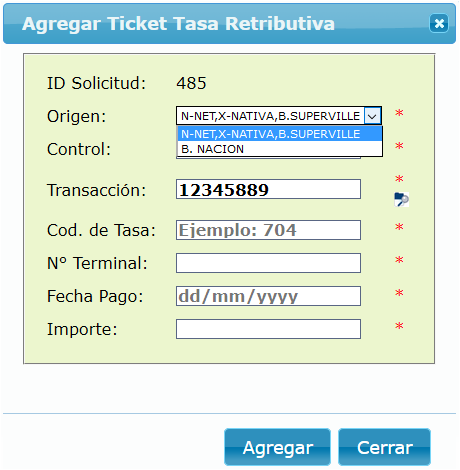 Agregar Ticket Tasa Retributiva
ID Solicitud: 485
Origen: N-NET,X-NATIVA,B.SUPERVILLE *
N-NET,X-NATIVA,B.SUPERVILLE
B. NACION
Control: *
Transacción: 12345889 *
Cod. de Tasa: Ejemplo: 704 *
N° Terminal: *
Fecha Pago: dd/mm/yyyy *
Importe: *
Agregar Cerrar